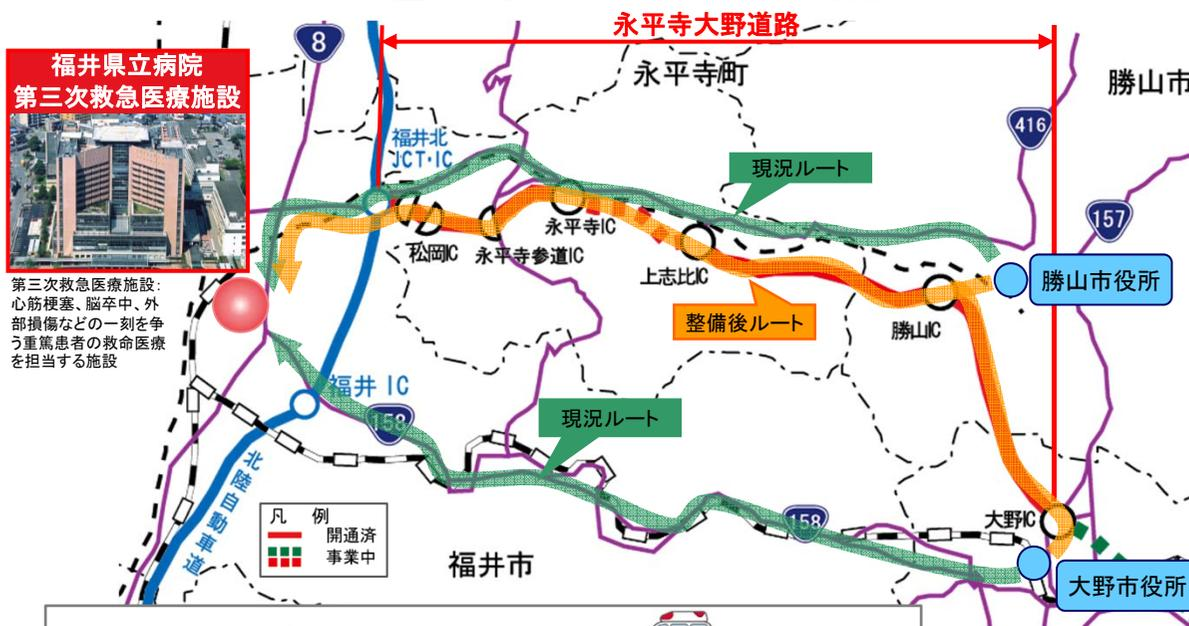 永平寺大野道路
8
福井県立病院
第三次救急医療施設
永平寺町
勝山市
416
福井北
JCT・IC
現況ルート
157
松岡IC
永平寺参道IC
永平寺IC
上志比IC
勝山市役所
第三次救急医療施設:
心筋梗塞、脳卒中、外
部損傷などの一刻を争
う重篤患者の救命医療
を担当する施設
整備後ルート
勝山IC
福井IC
158
現況ルート
北陸自動車道
凡 例
開通済
事業中
福井市
158
大野IC
大野市役所